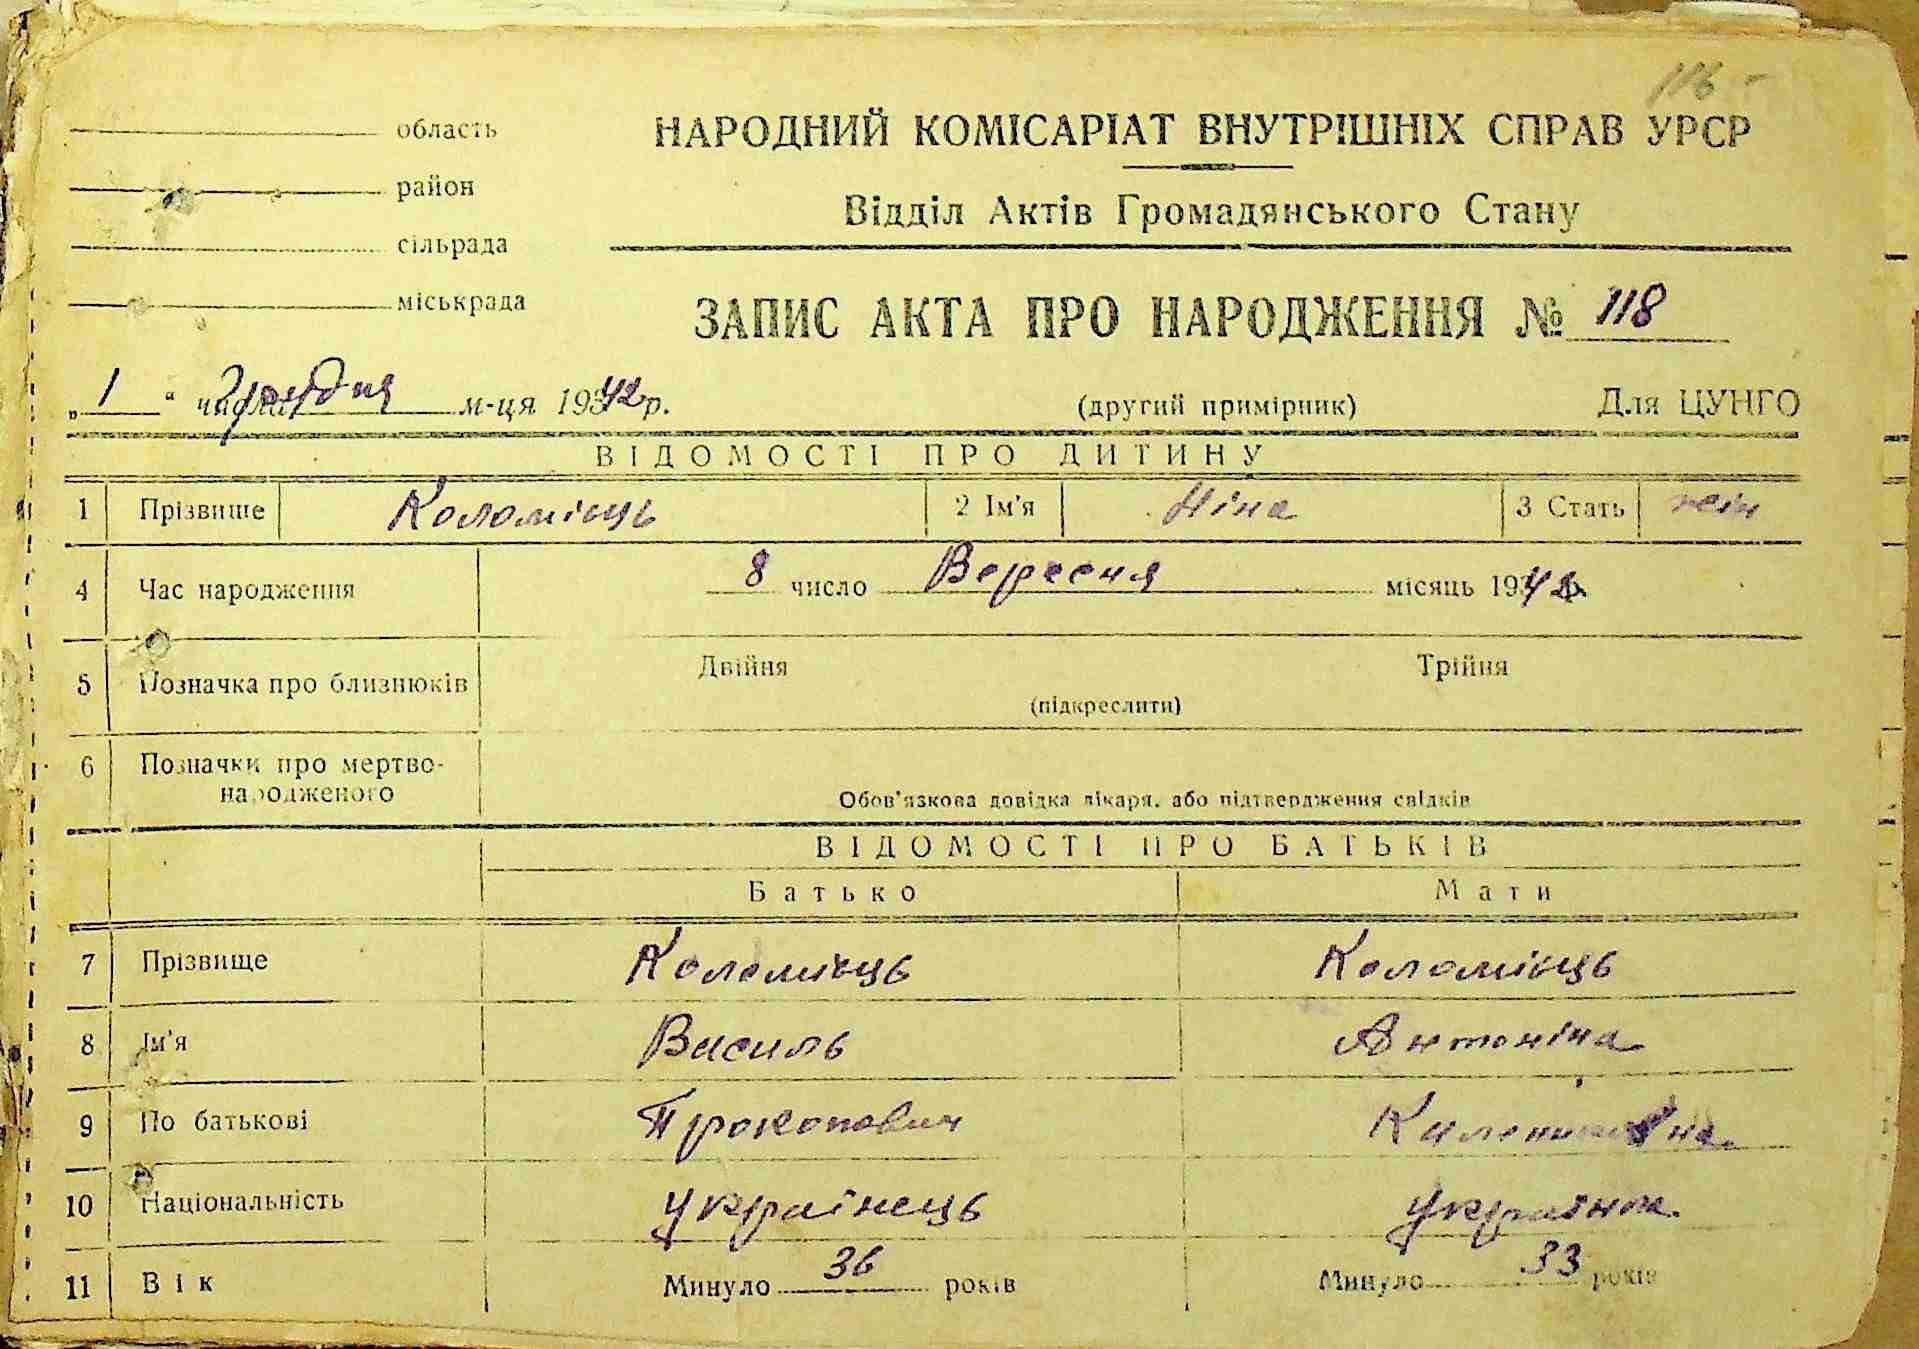 116 -
область
район
сільрада
міськрада
НАРОДНИЙ КОМІСАРІАТ ВНУТРІШНІХ СПРАВ УРСР
Відділ Актів Громадянського Стану
ЗАПИС АКТА ПРО НАРОДЖЕННЯ № 118
„ 1 “ числа Грудня м-ця 1942 р. (другий примірник) Для ЦУНГО
ВІДОМОСТІ ПРО ДИТИНУ
1 Прізвище Коломієць 2 Ім'я Ніна 3 Стать жін
4 Час народження 8 число Вересня місяць 1942
5 Позначка про близнюків Двійня Трійня
(підкреслити)
6 Позначки про мертво-
народженого Обов'язкова довідка лікаря, або підтвердження свідків
ВІДОМОСТІ ПРО БАТЬКІВ
Батько Мати
7 Прізвище Коломієць Коломієць
8 Ім'я Василь Антоніна
9 По батькові Прокопович
10 Національність українець українка
11 Вік Минуло 36 років Минуло 33 років